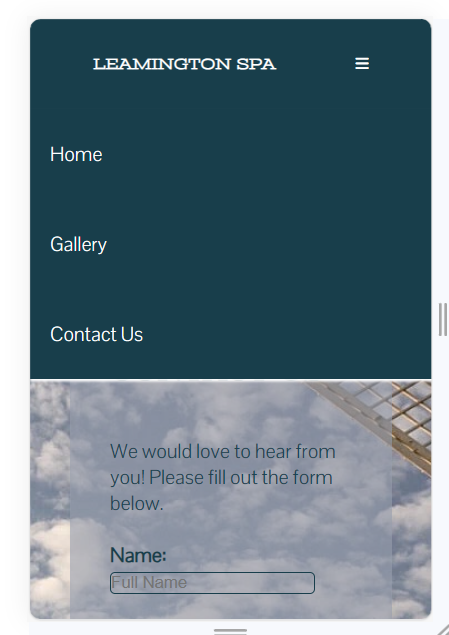 LEAMINGTON SPA
Home
Gallery
Contact Us
We would love to hear from
you! Please fill out the form
below.
Name:
Full Name